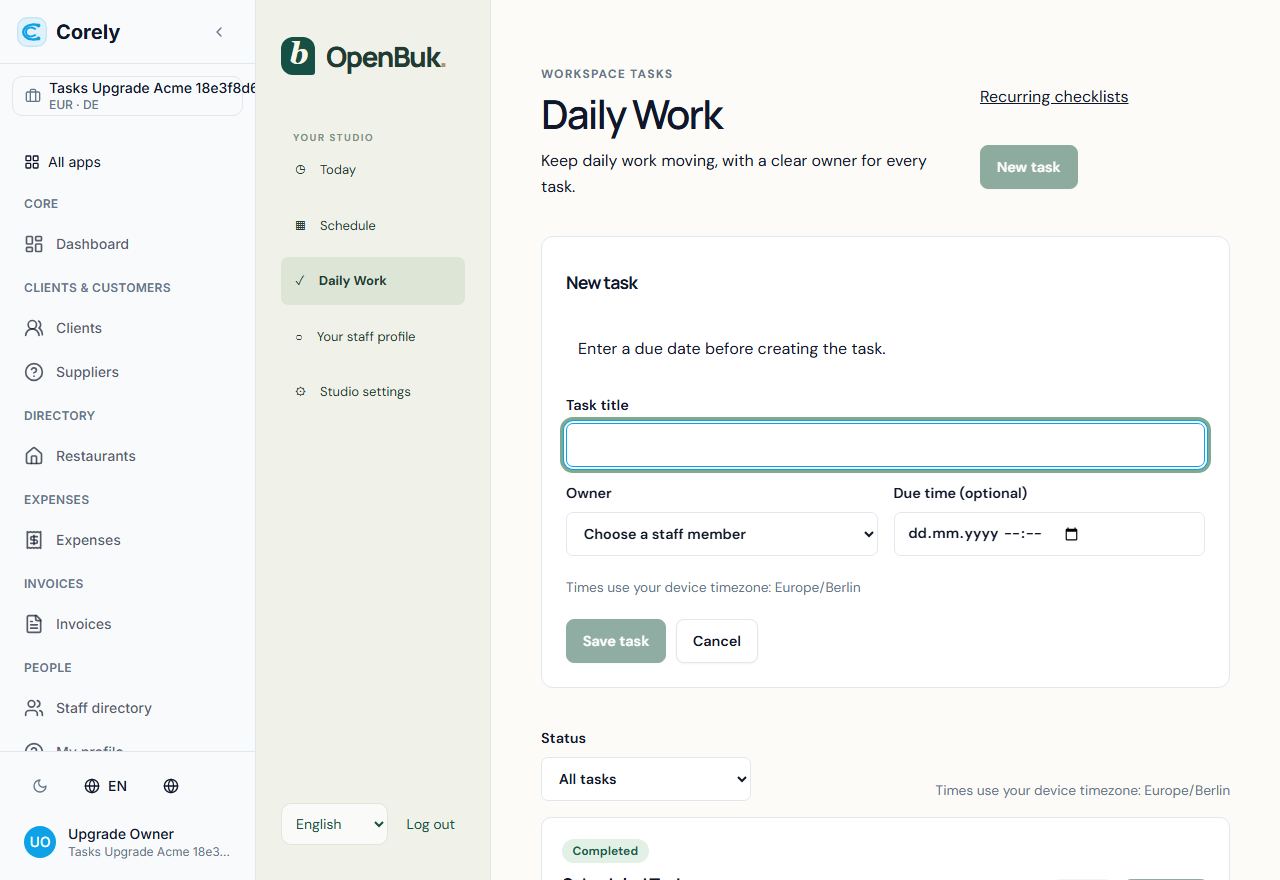 Corely
Tasks Upgrade Acme 18e3f8d6
EUR · DE
All apps
CORE
Dashboard
CLIENTS & CUSTOMERS
Clients
Suppliers
DIRECTORY
Restaurants
EXPENSES
Expenses
INVOICES
Invoices
PEOPLE
Staff directory
My profile
EN
UO
Upgrade Owner
Tasks Upgrade Acme 18e3...
b OpenBuk.
YOUR STUDIO
Today
Schedule
Daily Work
Your staff profile
Studio settings
English
Log out
WORKSPACE TASKS
Daily Work
Keep daily work moving, with a clear owner for every
task.
Recurring checklists
New task
New task
Enter a due date before creating the task.
Task title
Owner
Due time (optional)
Choose a staff member
dd.mm.yyyy --:--
Times use your device timezone: Europe/Berlin
Save task
Cancel
Status
All tasks
Times use your device timezone: Europe/Berlin
Completed